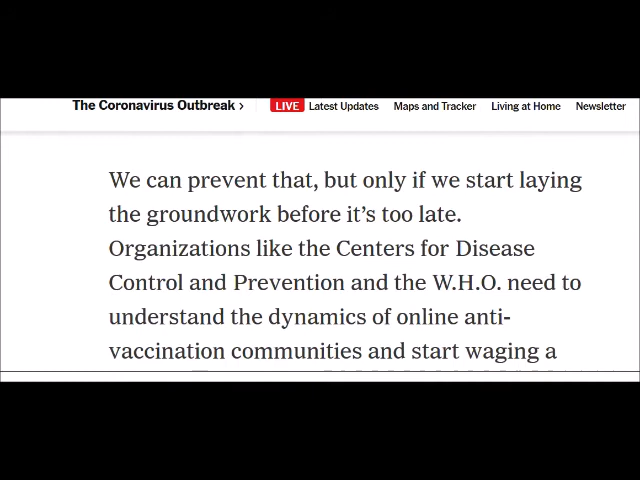 The Coronavirus Outbreak › LIVE Latest Updates Maps and Tracker Living at Home Newsletter
We can prevent that, but only if we start laying
the groundwork before it’s too late.
Organizations like the Centers for Disease
Control and Prevention and the W.H.O. need to
understand the dynamics of online anti-
vaccination communities and start waging a